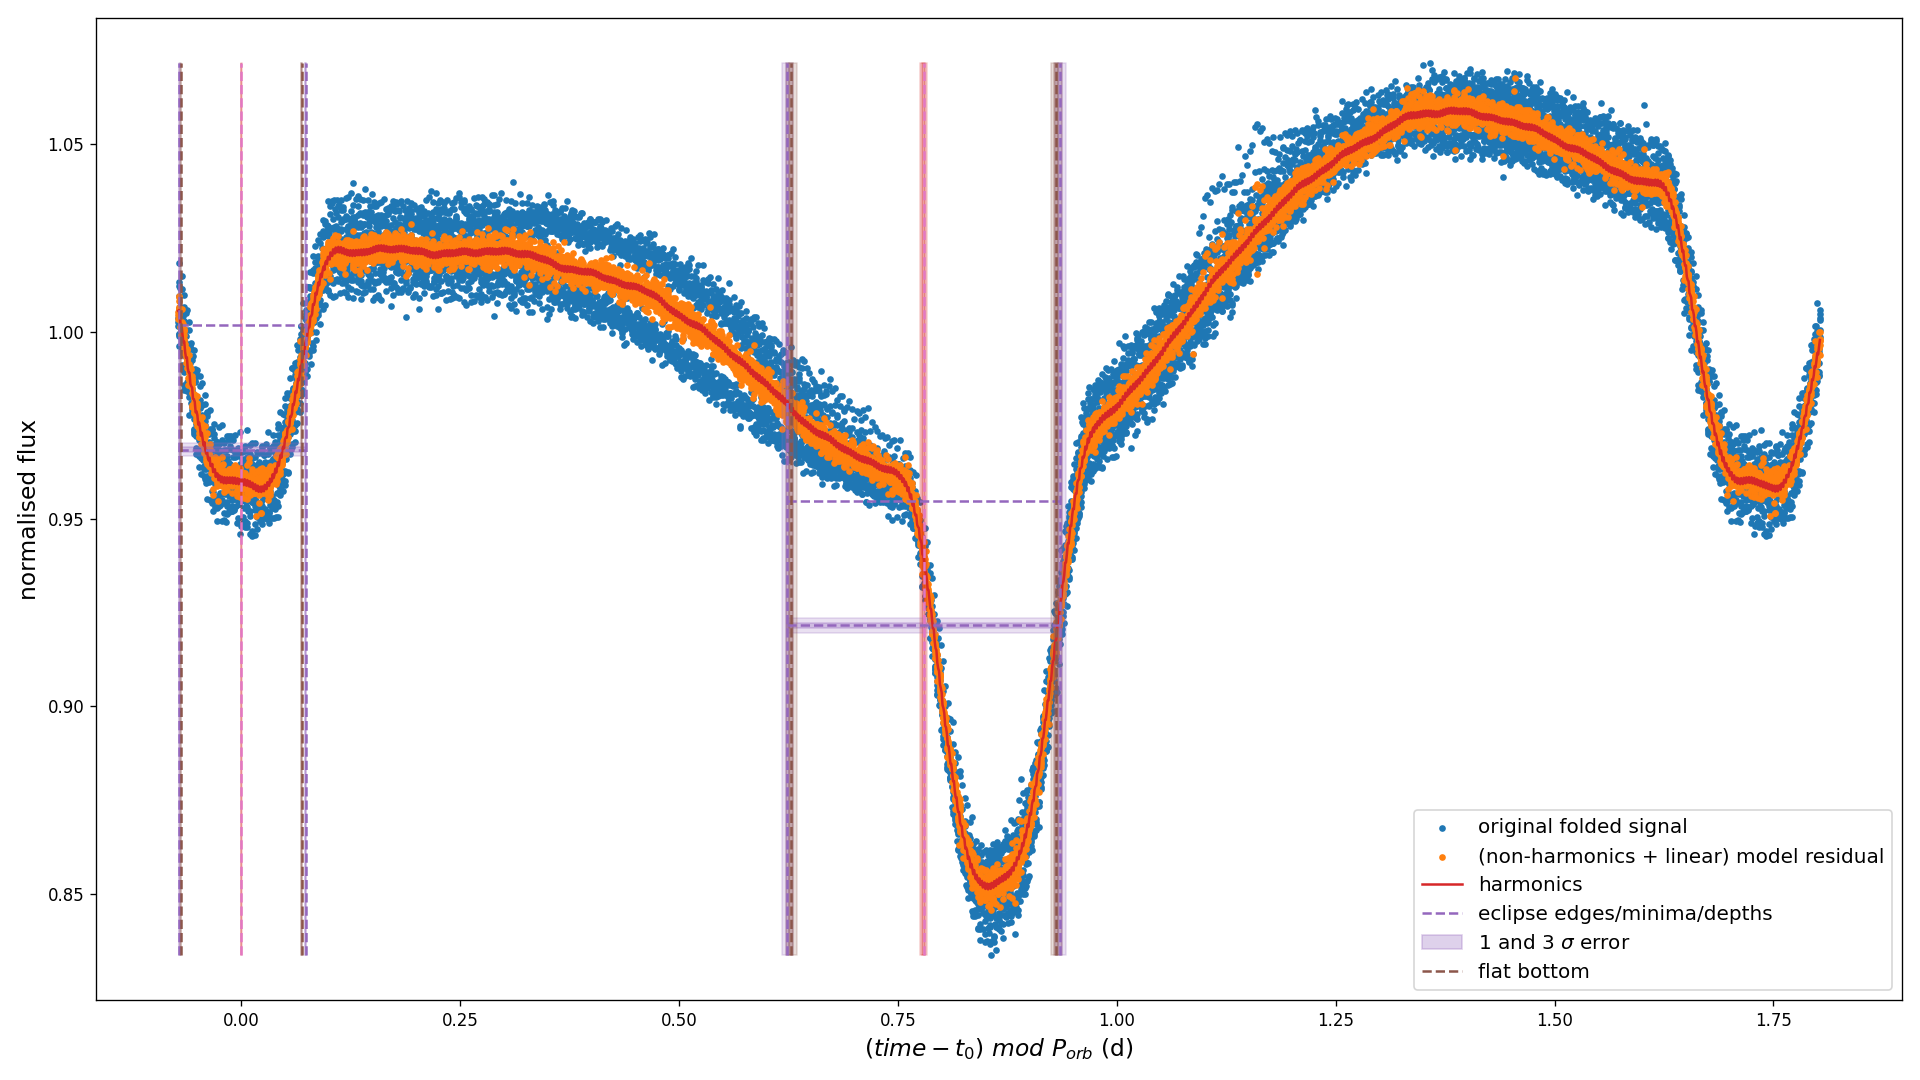 normalised flux
1.05
1.00
0.95
0.90
0.85
0.00
0.25
0.50
0.75
1.00
1.25
1.50
1.75
(time − t₀) mod Pₒᵣb (d)
original folded signal
(non-harmonics + linear) model residual
harmonics
eclipse edges/minima/depths
1 and 3 σ error
flat bottom